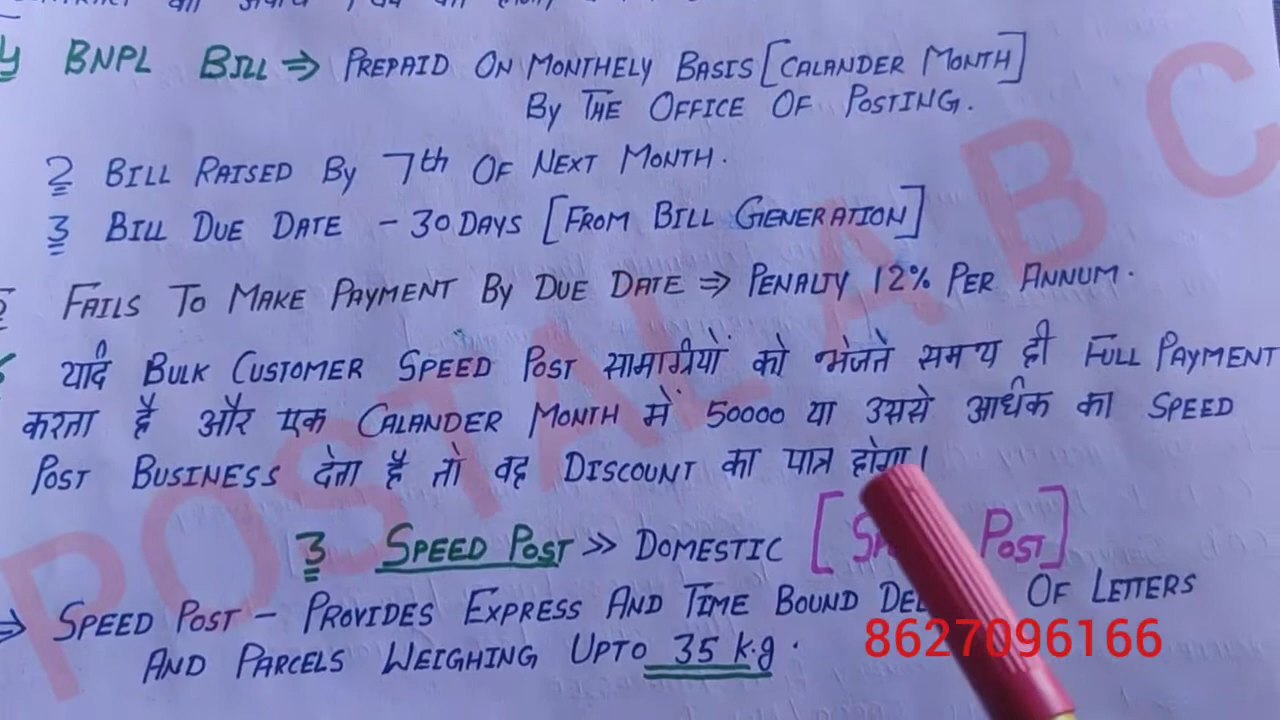 BNPL BILL ⇒ PREPAID ON MONTHELY BASIS [CALANDER MONTH]
By THE OFFICE OF POSTING.
2 BILL RAISED By 7th OF NEXT MONTH.
3 BILL DUE DATE - 30 DAYS [FROM BILL GENERATION]
FAILS TO MAKE PAYMENT By DUE DATE ⇒ PENALTY 12% PER ANNUM.
यदि BULK CUSTOMER SPEED POST सामाग्रियों को भेजते समय ही FULL PAYMENT
करता है और एक CALANDER MONTH में 50000 या उससे आर्धक का SPEED
POST BUSINESS देता है तो वह DISCOUNT का पात्र होगा।
3 SPEED POST >> DOMESTIC [ POST]
⇒ SPEED POST - PROVIDES EXPRESS AND TIME BOUND OF LETTERS
AND PARCELS WEIGHING UPTO 35 k.g.
8627096166
POSTAL ABC